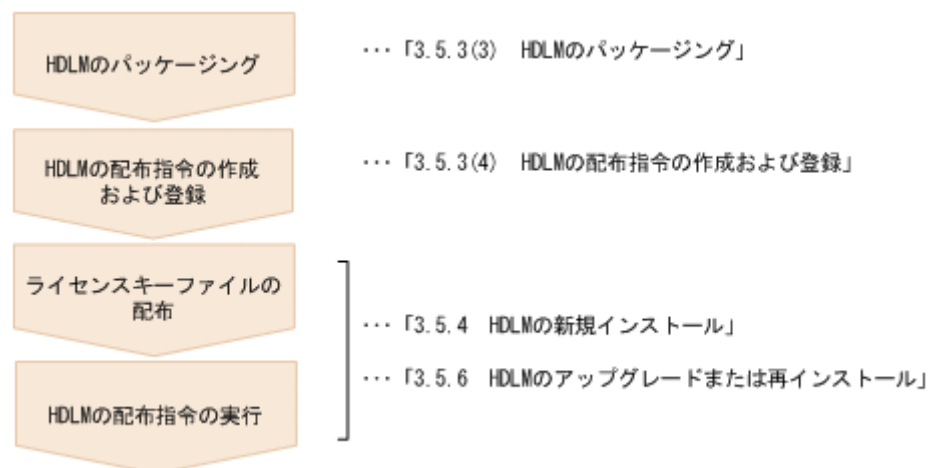 HDLMのパッケージング
･･･「3.5.3(3) HDLMのパッケージング」
HDLMの配布指令の作成
および登録
･･･「3.5.3(4) HDLMの配布指令の作成および登録」
ライセンスキーファイルの
配布
･･･「3.5.4 HDLMの新規インストール」
･･･「3.5.6 HDLMのアップグレードまたは再インストール」
HDLMの配布指令の実行